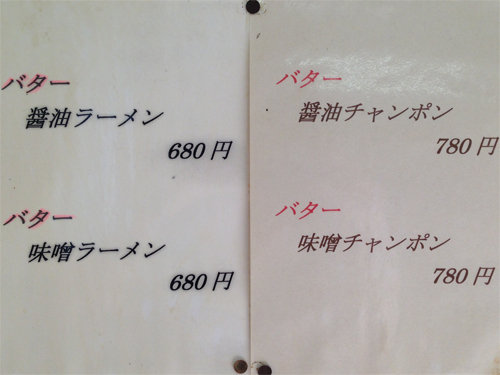 バター
醤油ラーメン
680円
バター
味噌ラーメン
680円
バター
醤油チャンポン
780円
バター
味噌チャンポン
780円